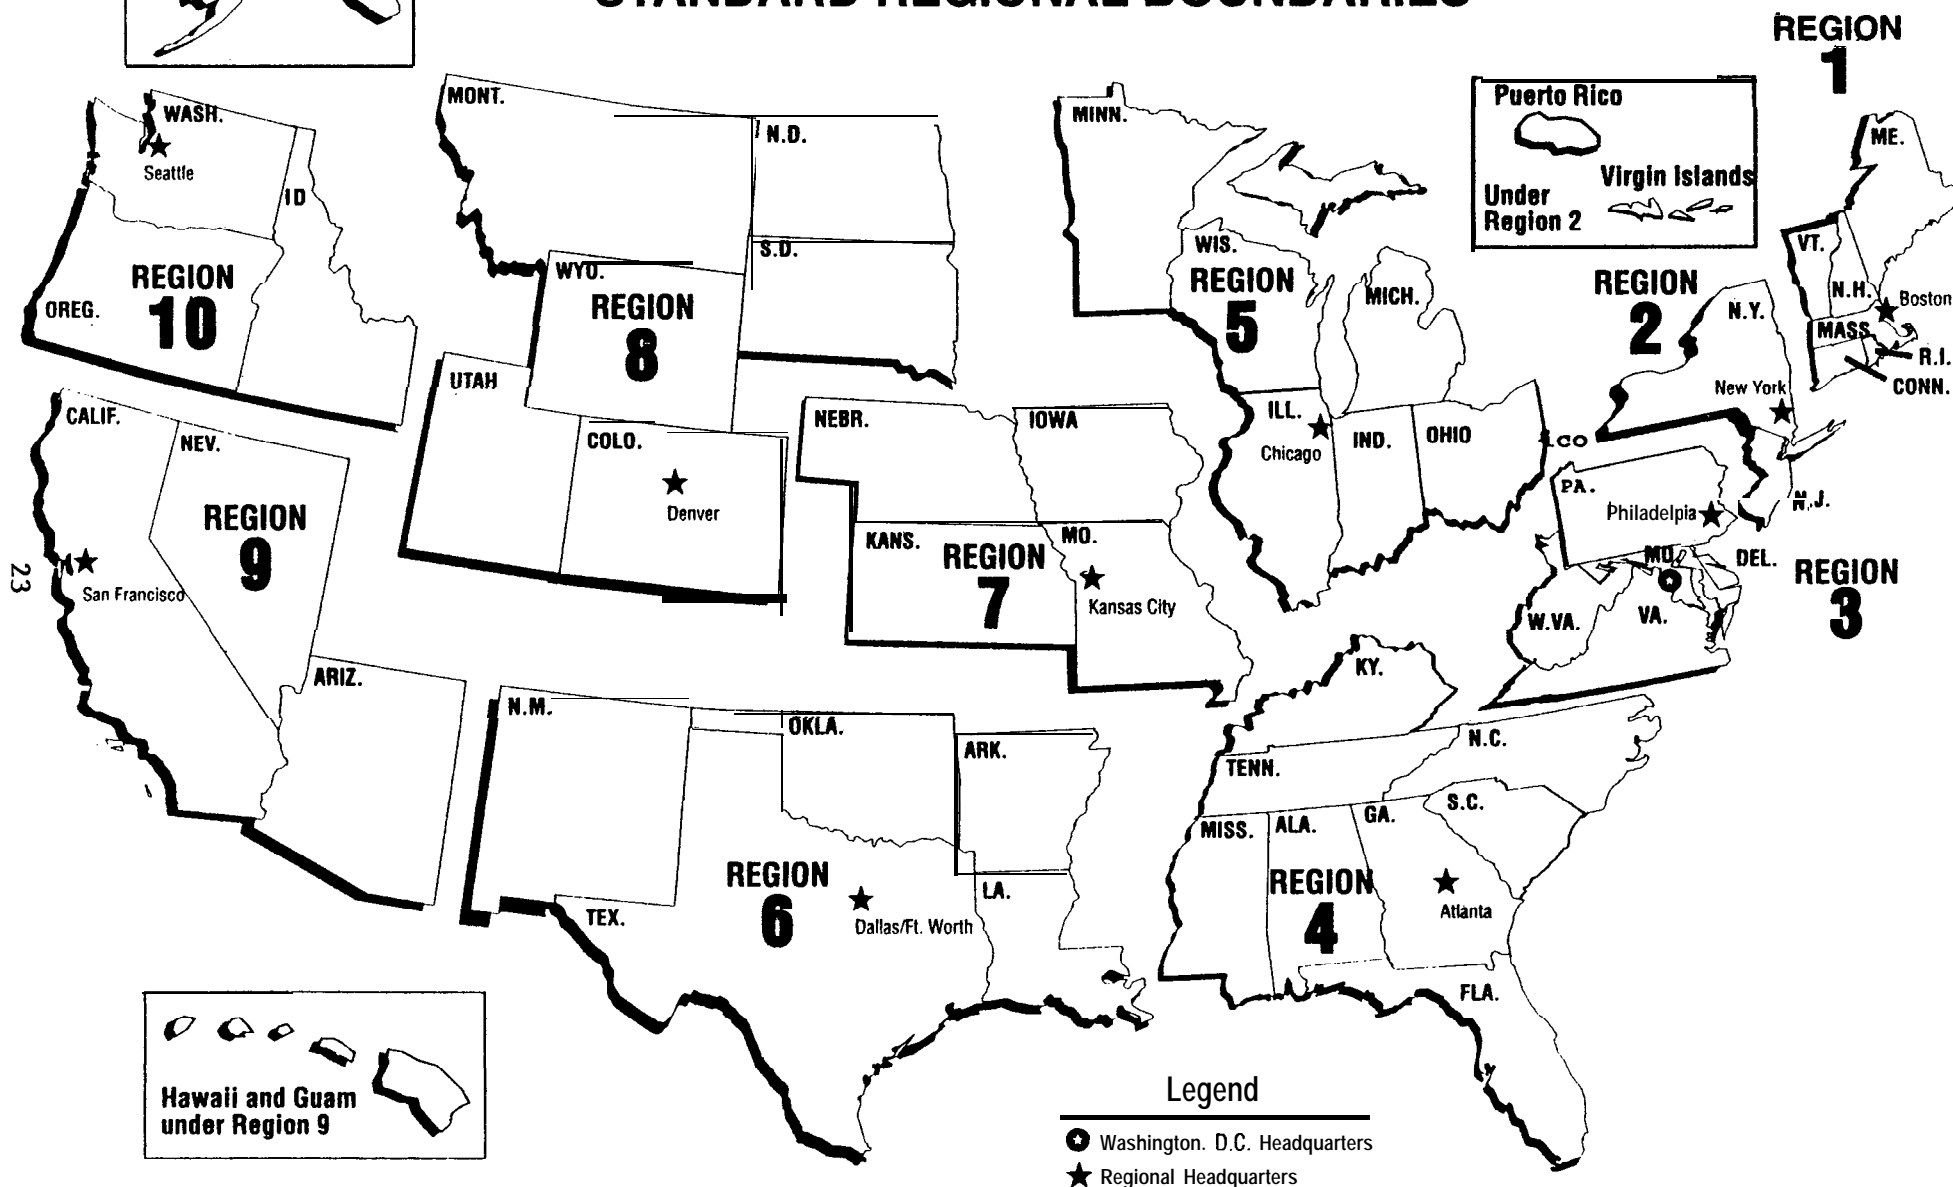 STANDARD REGIONAL BOUNDARIES
REGION
1
Puerto Rico
Virgin Islands
Under
Region 2
WASH.
Seattle
ID
REGION
10
OREG.
MONT.
N.D.
S.D.
WYO.
REGION
8
UTAH
COLO.
Denver
MINN.
WIS.
REGION
5
MICH.
ILL.
Chicago
IND.
OHIO
ME.
VT.
N.H.
Boston
MASS.
R.I.
CONN.
REGION
2
N.Y.
New York
ico
N.J.
PA.
Philadelpia
MD.
DEL.
REGION
3
W.VA.
VA.
CALIF.
NEV.
REGION
9
San Francisco
ARIZ.
23
NEBR.
IOWA
KANS.
REGION
7
MO.
Kansas City
N.M.
OKLA.
ARK.
REGION
6
TEX.
Dallas/Ft. Worth
LA.
KY.
TENN.
N.C.
S.C.
MISS.
ALA.
GA.
REGION
4
Atlanta
FLA.
Hawaii and Guam
under Region 9
Legend
Washington. D.C. Headquarters
Regional Headquarters